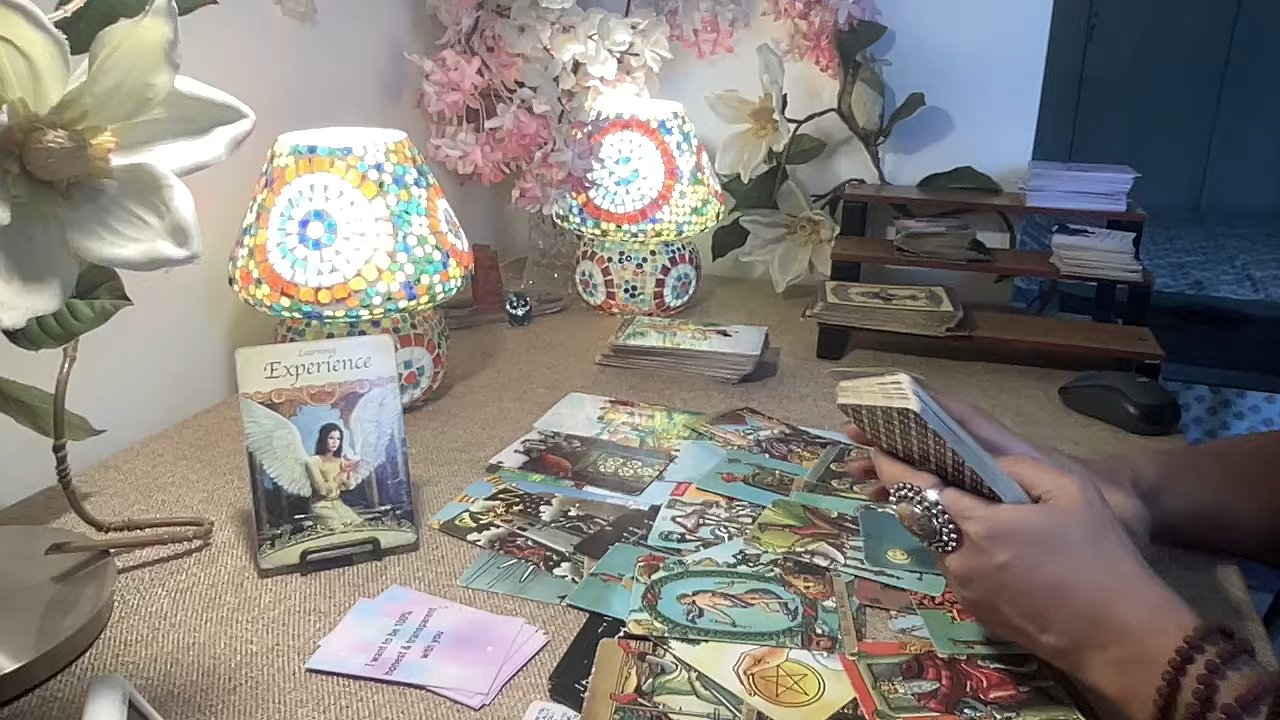 Learning
Experience
I want to be 100%
honest & transparent
with you